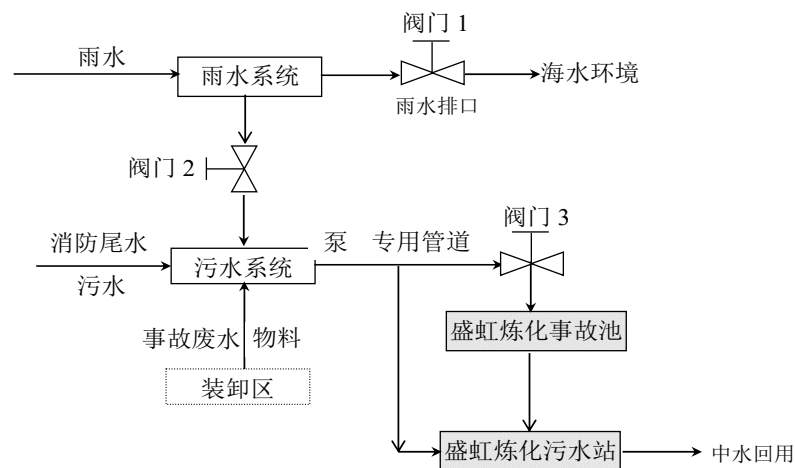 阀门 1
雨水
雨水系统
海水环境
雨水排口
阀门 2
阀门 3
消防尾水
泵 专用管道
污水系统
污水
事故废水 物料
盛虹炼化事故池
装卸区
盛虹炼化污水站
中水回用